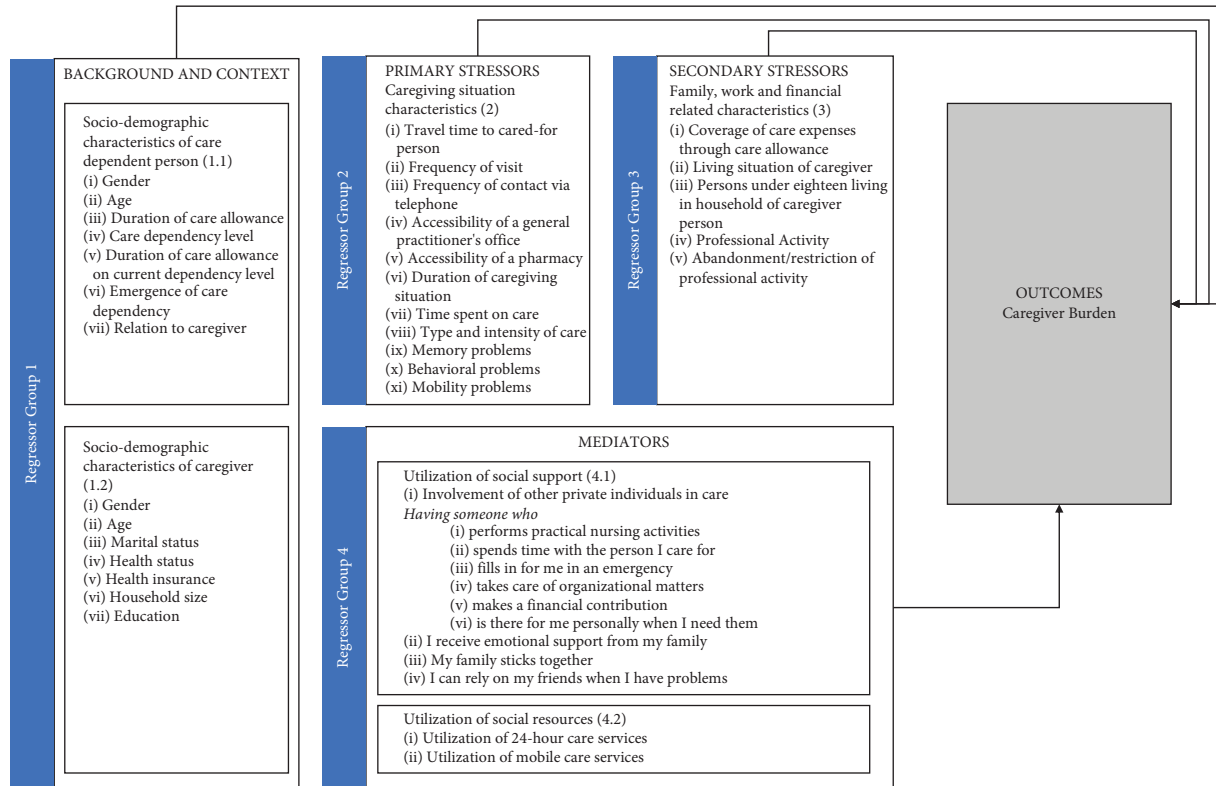 Regressor Group 1
BACKGROUND AND CONTEXT
Socio-demographic
characteristics of care
dependent person (1.1)
(i) Gender
(ii) Age
(iii) Duration of care allowance
(iv) Care dependency level
(v) Duration of care allowance
on current dependency level
(vi) Emergence of care
dependency
(vii) Relation to caregiver
Socio-demographic
characteristics of caregiver
(1.2)
(i) Gender
(ii) Age
(iii) Marital status
(iv) Health status
(v) Health insurance
(vi) Household size
(vii) Education
Regressor Group 2
PRIMARY STRESSORS
Caregiving situation
characteristics (2)
(i) Travel time to cared-for
person
(ii) Frequency of visit
(iii) Frequency of contact via
telephone
(iv) Accessibility of a general
practitioner's office
(v) Accessibility of a pharmacy
(vi) Duration of caregiving
situation
(vii) Time spent on care
(viii) Type and intensity of care
(ix) Memory problems
(x) Behavioral problems
(xi) Mobility problems
Regressor Group 3
SECONDARY STRESSORS
Family, work and financial
related characteristics (3)
(i) Coverage of care expenses
through care allowance
(ii) Living situation of caregiver
(iii) Persons under eighteen living
in household of caregiver
person
(iv) Professional Activity
(v) Abandonment/restriction of
professional activity
Regressor Group 4
MEDIATORS
Utilization of social support (4.1)
(i) Involvement of other private individuals in care
Having someone who
(i) performs practical nursing activities
(ii) spends time with the person I care for
(iii) fills in for me in an emergency
(iv) takes care of organizational matters
(v) makes a financial contribution
(vi) is there for me personally when I need them
(ii) I receive emotional support from my family
(iii) My family sticks together
(iv) I can rely on my friends when I have problems
Utilization of social resources (4.2)
(i) Utilization of 24-hour care services
(ii) Utilization of mobile care services
OUTCOMES
Caregiver Burden